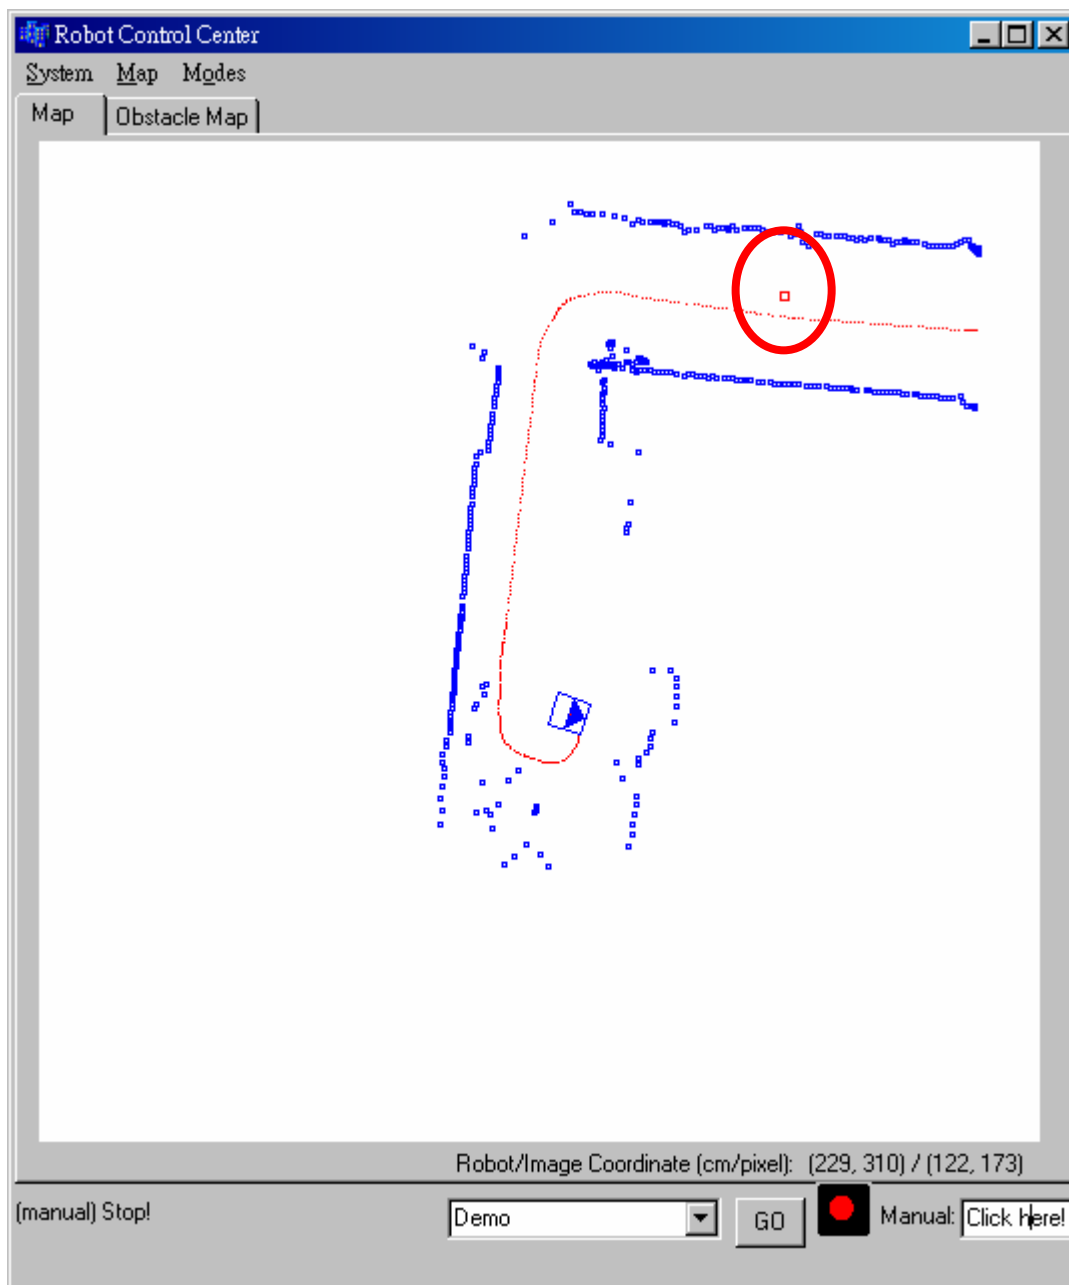 Robot Control Center
System Map Modes
Map Obstacle Map
Robot/Image Coordinate (cm/pixel): (229, 310) / (122, 173)
(manual) Stop! Demo GO Manual: Click here!